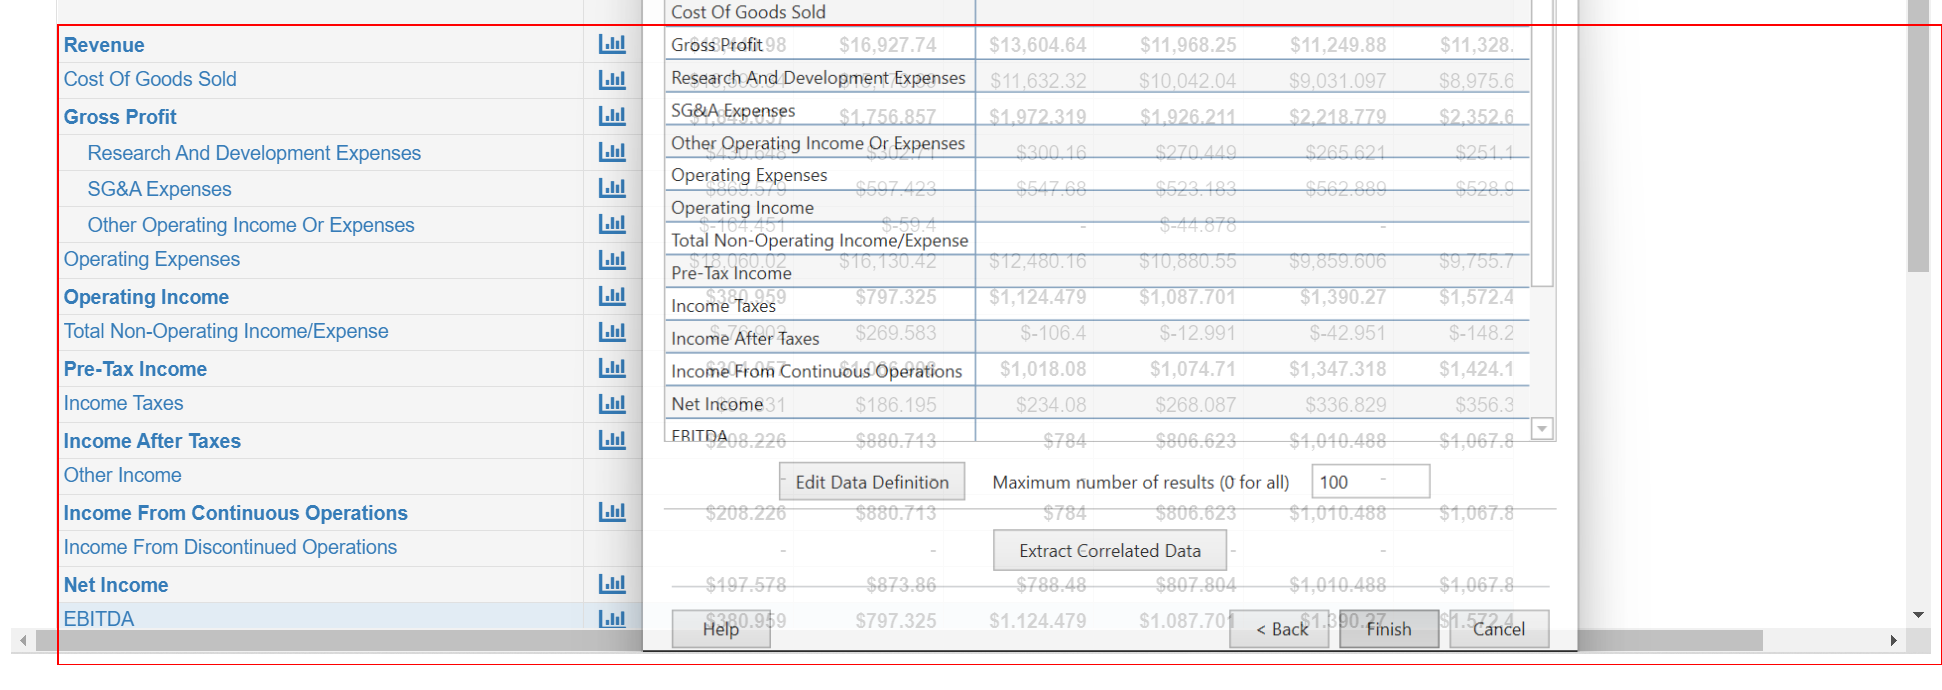 Revenue $16,927.74 $13,604.64 $11,968.25 $11,249.88 $11,328.
Cost Of Goods Sold $11,632.32 $10,042.04 $9,031.097 $8,975.6
Gross Profit $1,756.857 $1,972.319 $1,926.211 $2,218.779 $2,352.6
Research And Development Expenses $300.16 $270.449 $265.621 $251.1
SG&A Expenses $869.579 $597.423 $547.68 $523.183 $562.889 $528.9
Other Operating Income Or Expenses $-164.451 $-59.4 - $-44.878 -
Operating Expenses $18,060.02 $16,130.42 $12,480.16 $10,880.55 $9,859.606 $9,755.7
Operating Income $380.959 $797.325 $1,124.479 $1,087.701 $1,390.27 $1,572.4
Total Non-Operating Income/Expense $269.583 $-106.4 $-12.991 $-42.951 $-148.2
Pre-Tax Income $1,018.08 $1,074.71 $1,347.318 $1,424.1
Income Taxes $186.195 $234.08 $268.087 $336.829 $356.3
Income After Taxes $208.226 $880.713 $784 $806.623 $1,010.488 $1,067.8
Other Income - -
Income From Continuous Operations $208.226 $880.713 $784 $806.623 $1,010.488 $1,067.8
Income From Discontinued Operations - - - -
Net Income $197.578 $873.86 $788.48 $807.804 $1,010.488 $1,067.8
EBITDA $380.959 $797.325 $1,124.479 $1,087.701 $1,390.27 $1,572.4
Cost Of Goods Sold
Gross Profit
Research And Development Expenses
SG&A Expenses
Other Operating Income Or Expenses
Operating Expenses
Operating Income
Total Non-Operating Income/Expense
Pre-Tax Income
Income Taxes
Income After Taxes
Income From Continuous Operations
Net Income
EBITDA
Edit Data Definition Maximum number of results (0 for all) 100
Extract Correlated Data
Help < Back Finish Cancel